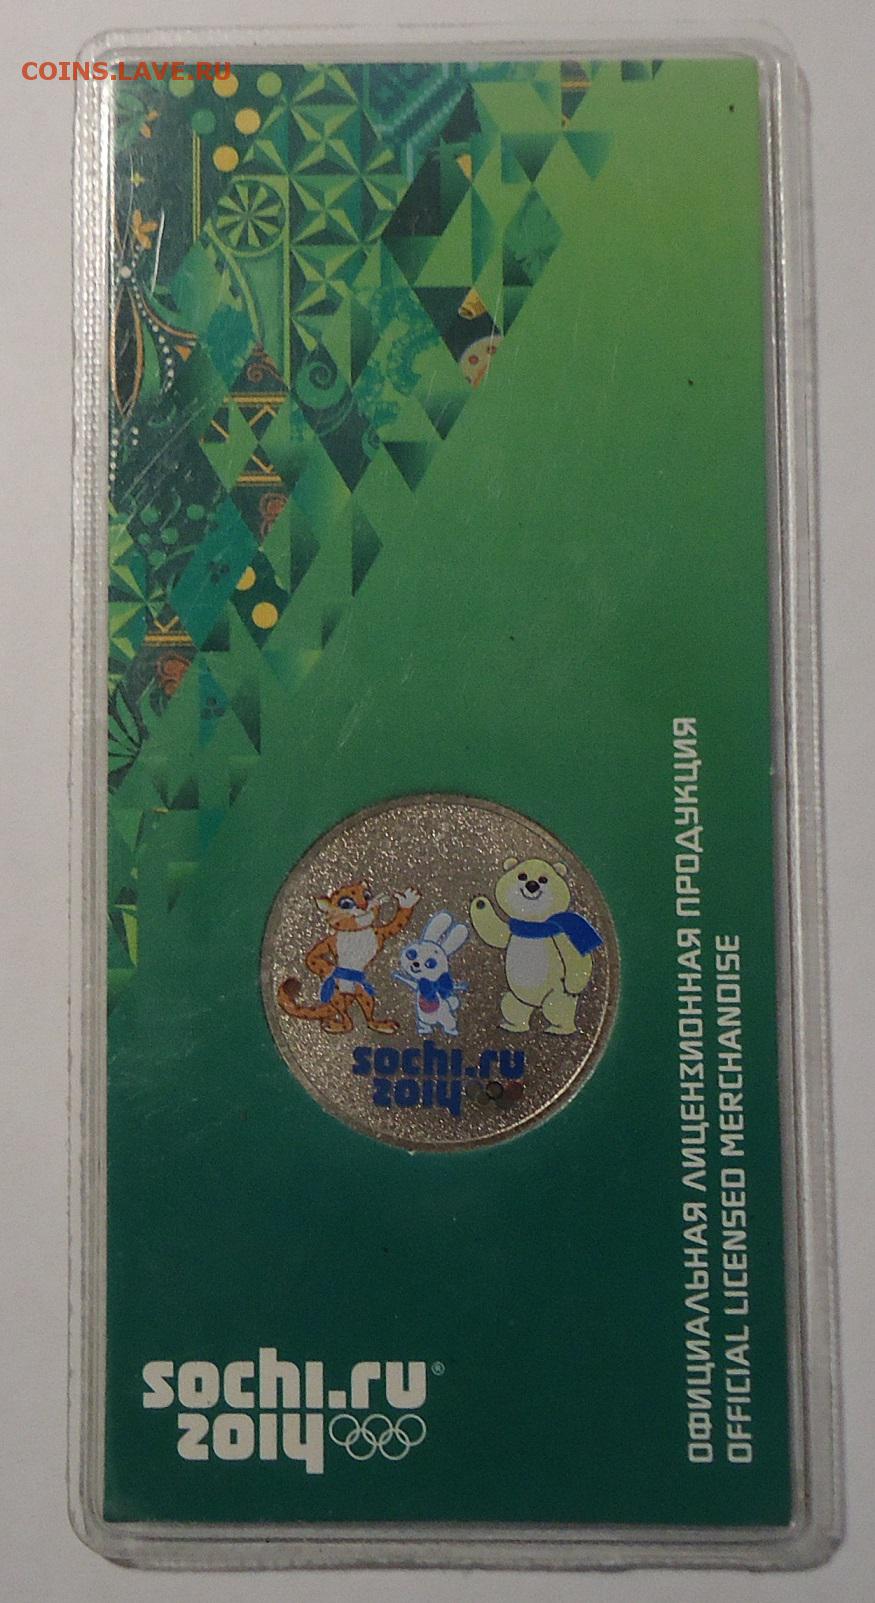 COINS.LAVE.RU
sochi.ru
2014
sochi.ru®
2014
ОФИЦИАЛЬНАЯ ЛИЦЕНЗИОННАЯ ПРОДУКЦИЯ
OFFICIAL LICENSED MERCHANDISE